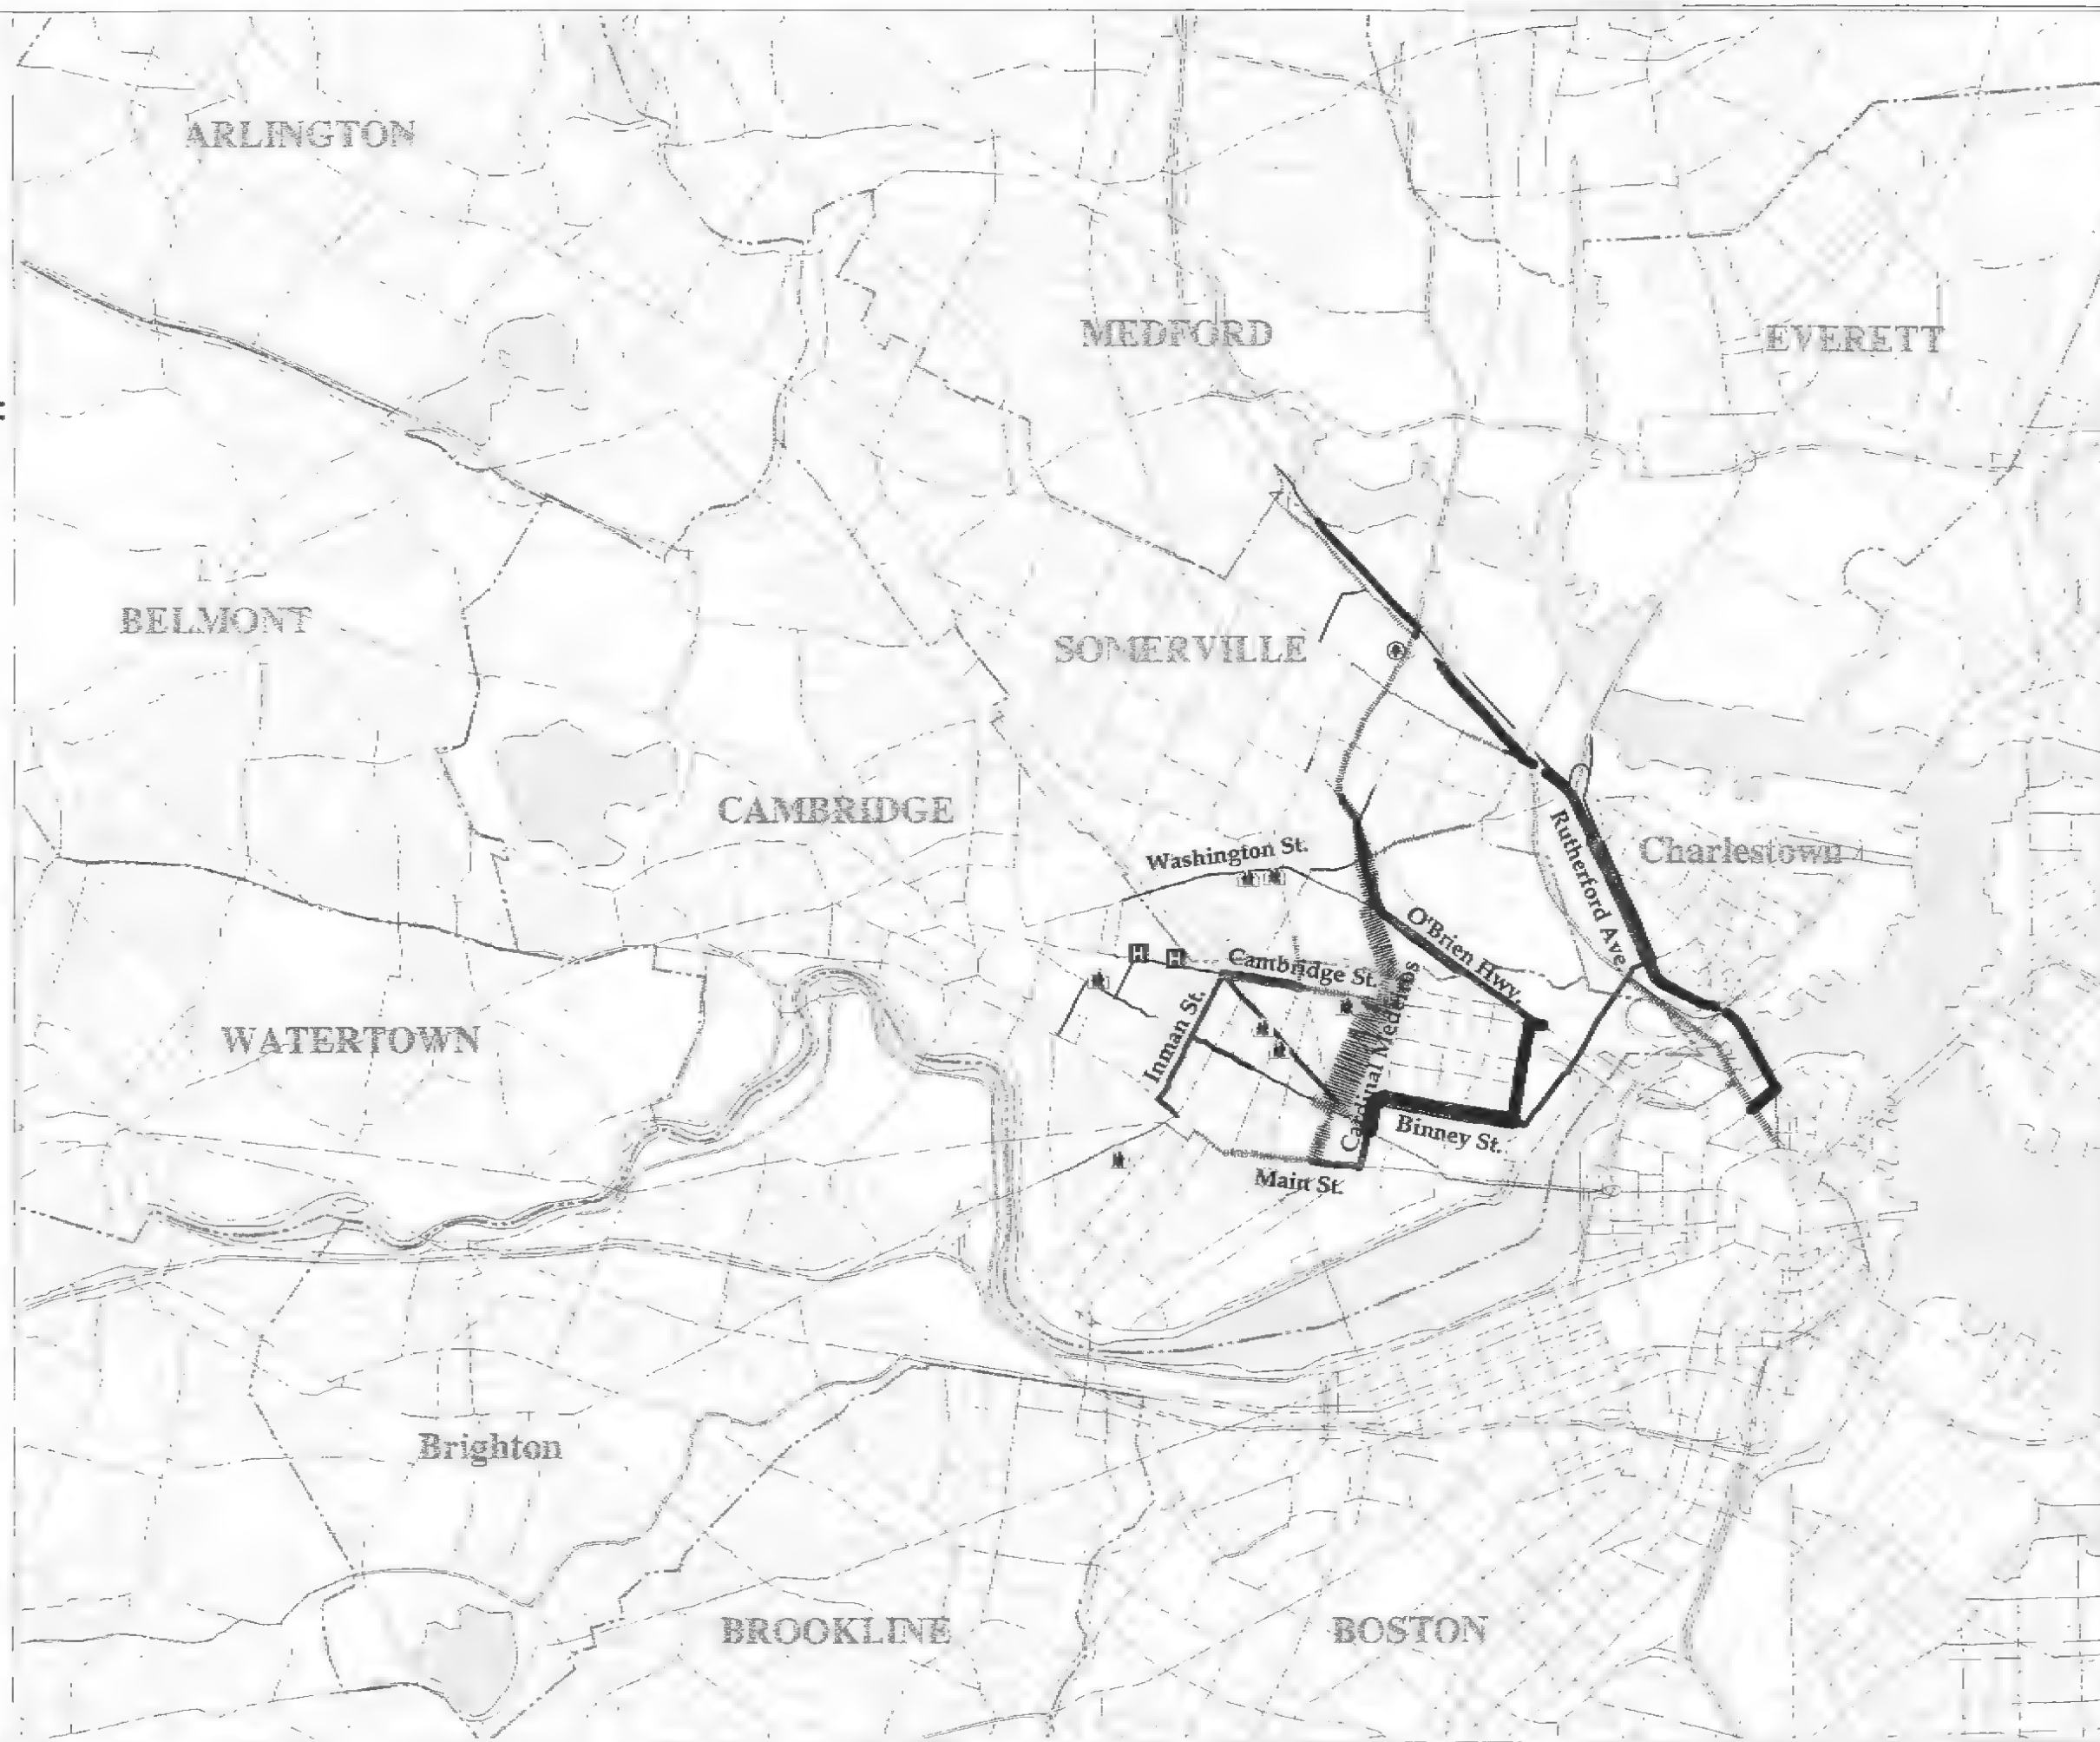 ARLINGTON
MEDFORD
EVERETT
BELMONT
SOMERVILLE
CAMBRIDGE
Washington St.
Rutherford Ave.
Charlestown
O'Brien Hwy.
H H
Cambridge St.
Inman St.
Cardinal Medeiros
WATERTOWN
Binney St.
Main St.
Brighton
BROOKLINE
BOSTON